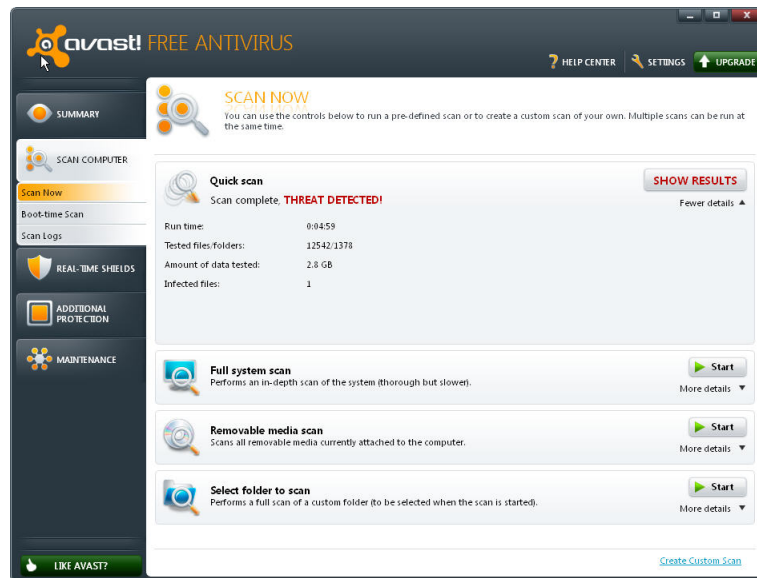 avast! FREE ANTIVIRUS
HELP CENTER SETTINGS UPGRADE
SUMMARY
SCAN COMPUTER
Scan Now
Boot-time Scan
Scan Logs
REAL-TIME SHIELDS
ADDITIONAL
PROTECTION
MAINTENANCE
LIKE AVAST?
SCAN NOW
You can use the controls below to run a pre-defined scan or to create a custom scan of your own. Multiple scans can be run at
the same time.
Quick scan
Scan complete, THREAT DETECTED!
SHOW RESULTS
Fewer details
Run time: 0:04:59
Tested files/folders: 12542/1378
Amount of data tested: 2.8 GB
Infected files: 1
Full system scan
Performs an in-depth scan of the system (thorough but slower).
Start
More details
Removable media scan
Scans all removable media currently attached to the computer.
Start
More details
Select folder to scan
Performs a full scan of a custom folder (to be selected when the scan is started).
Start
More details
Create Custom Scan